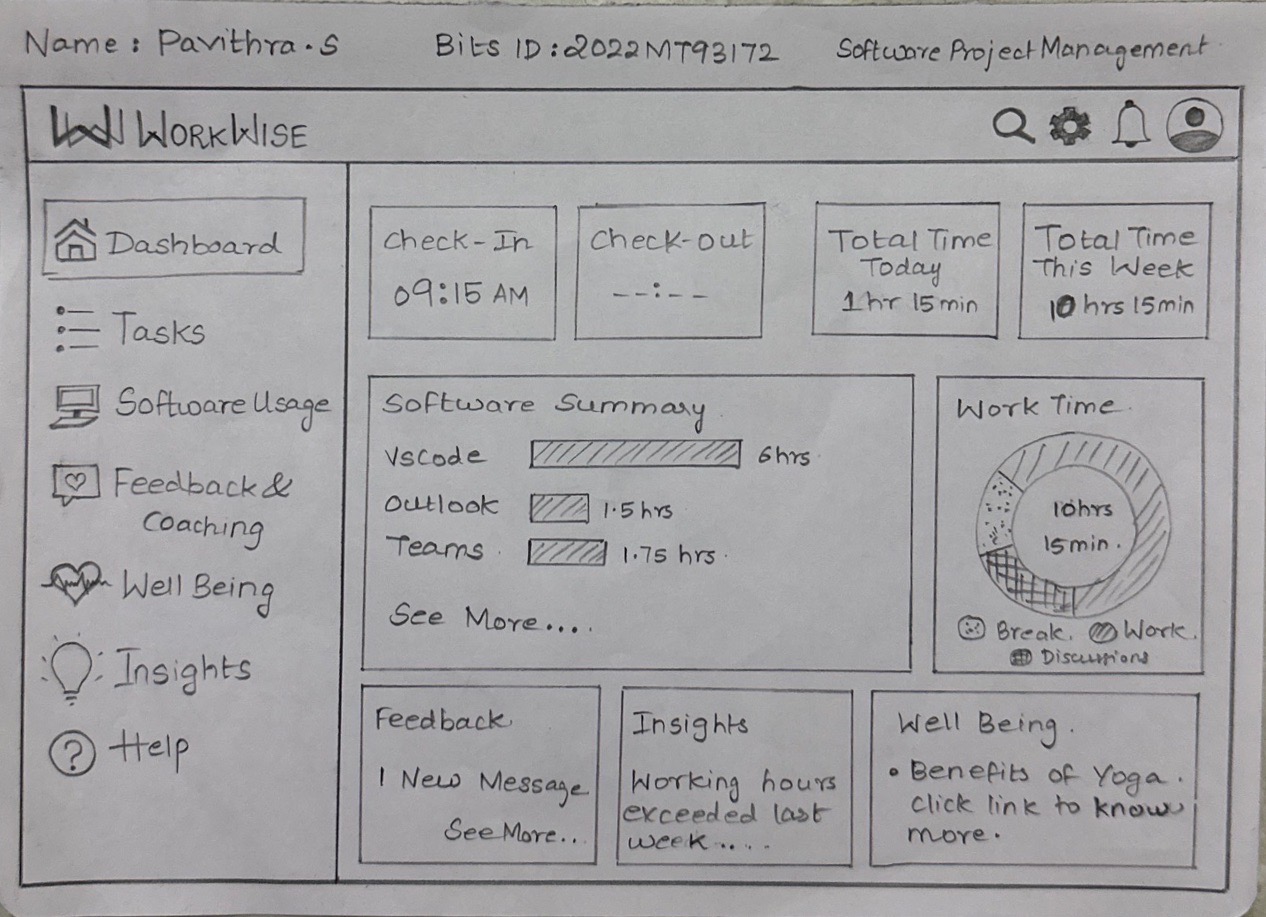 Name : Pavithra.S Bits ID : 2022MT93172 Software Project Management
W WORKWISE
Dashboard
Tasks
Software Usage
Feedback &
Coaching
Well Being
Insights
? Help
Check-In
09:15 AM
Check-out
--:--
Total Time
Today
1 hr 15 min
Total Time
This Week
10 hrs 15 min
Software Summary
Vscode 6 hrs
Outlook 1.5 hrs
Teams 1.75 hrs
See More....
Work Time
10hrs
15 min
Break. Work.
Discussions
Feedback
1 New Message
See More..
Insights
Working hours
exceeded last
week....
Well Being.
• Benefits of Yoga.
click link to know
more.